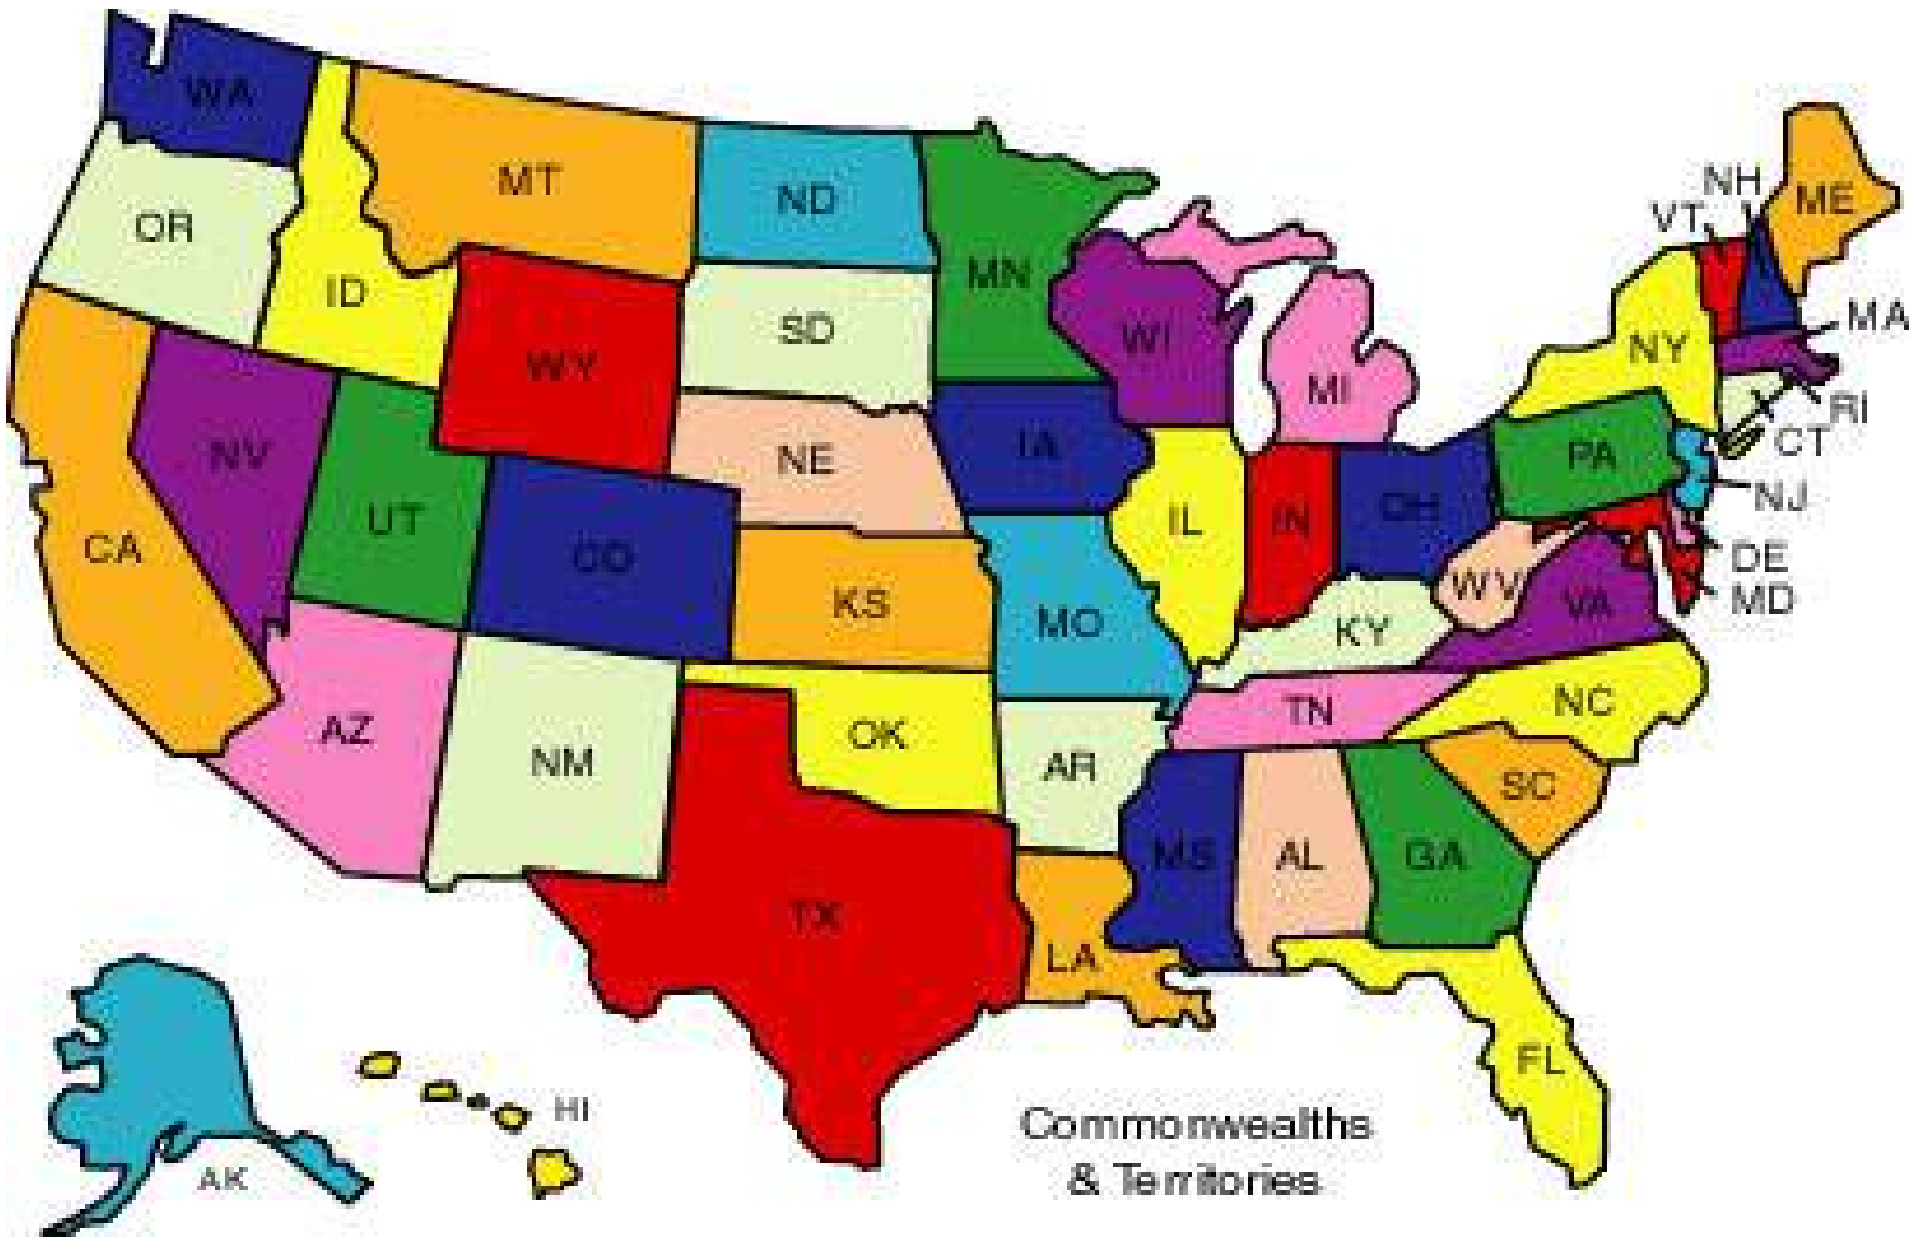 WA
MT
ND
MN
NH
ME
VT
OR
ID
SD
WI
NY
MA
WY
MI
RI
NV
NE
IA
PA
CT
IL
IN
OH
NJ
UT
CO
CA
KS
MO
WV
VA
DE
MD
KY
AZ
NM
OK
AR
TN
NC
SC
MS
AL
GA
TX
LA
FL
HI
AK
Commonwealths
& Territories